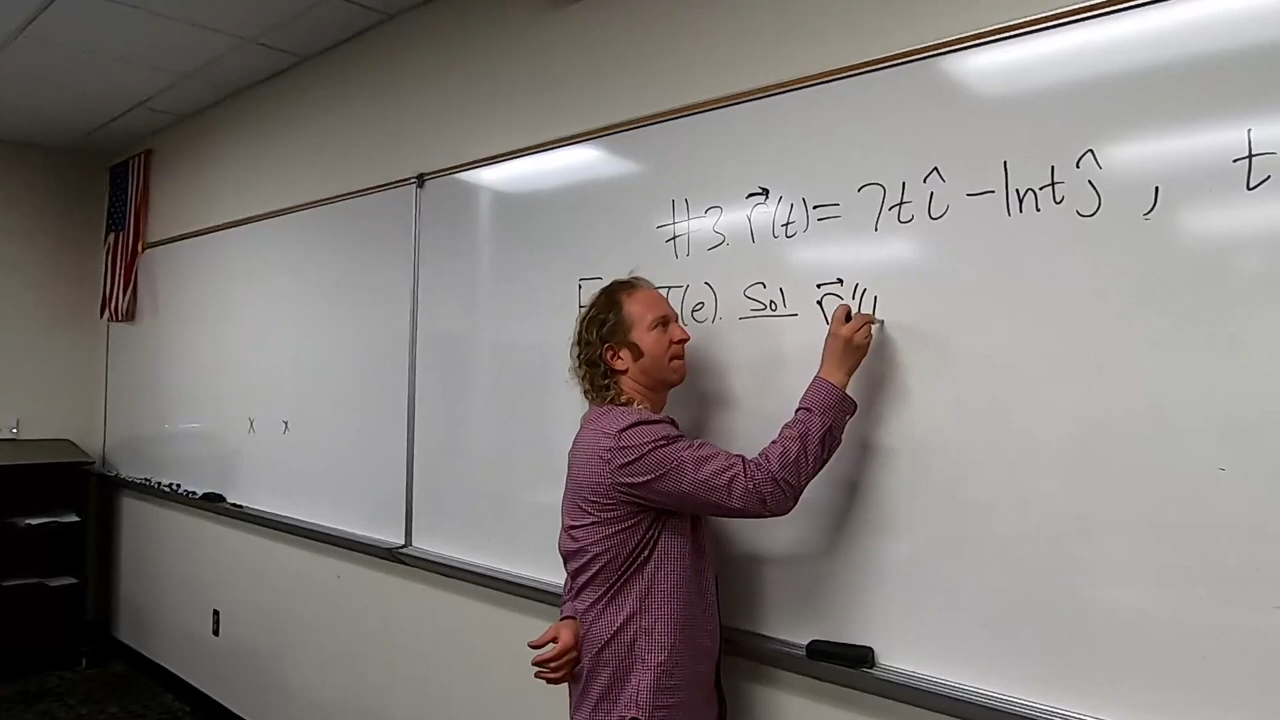 #3. r⃗(t) = 7t î - ln t ĵ , t
T(e). Sol r⃗'(t
x x